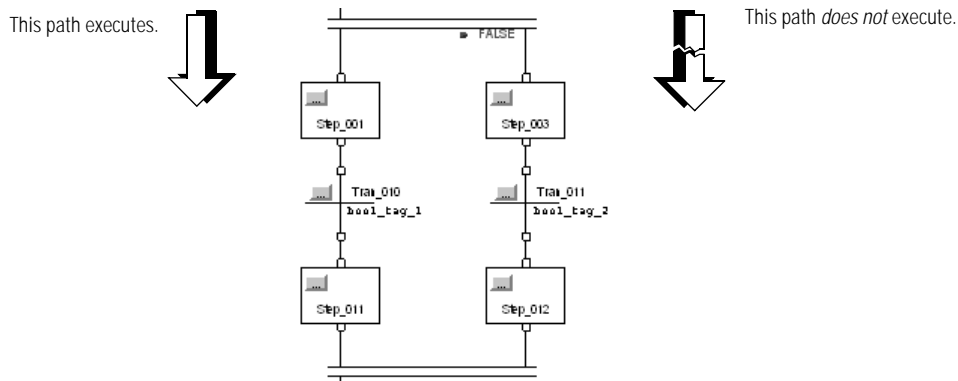 This path executes.
This path does not execute.
FALSE
...
...
Step_001
Step_003
...
Tran_010
...
Tran_011
bool_tag_1
bool_tag_2
...
...
Step_011
Step_012